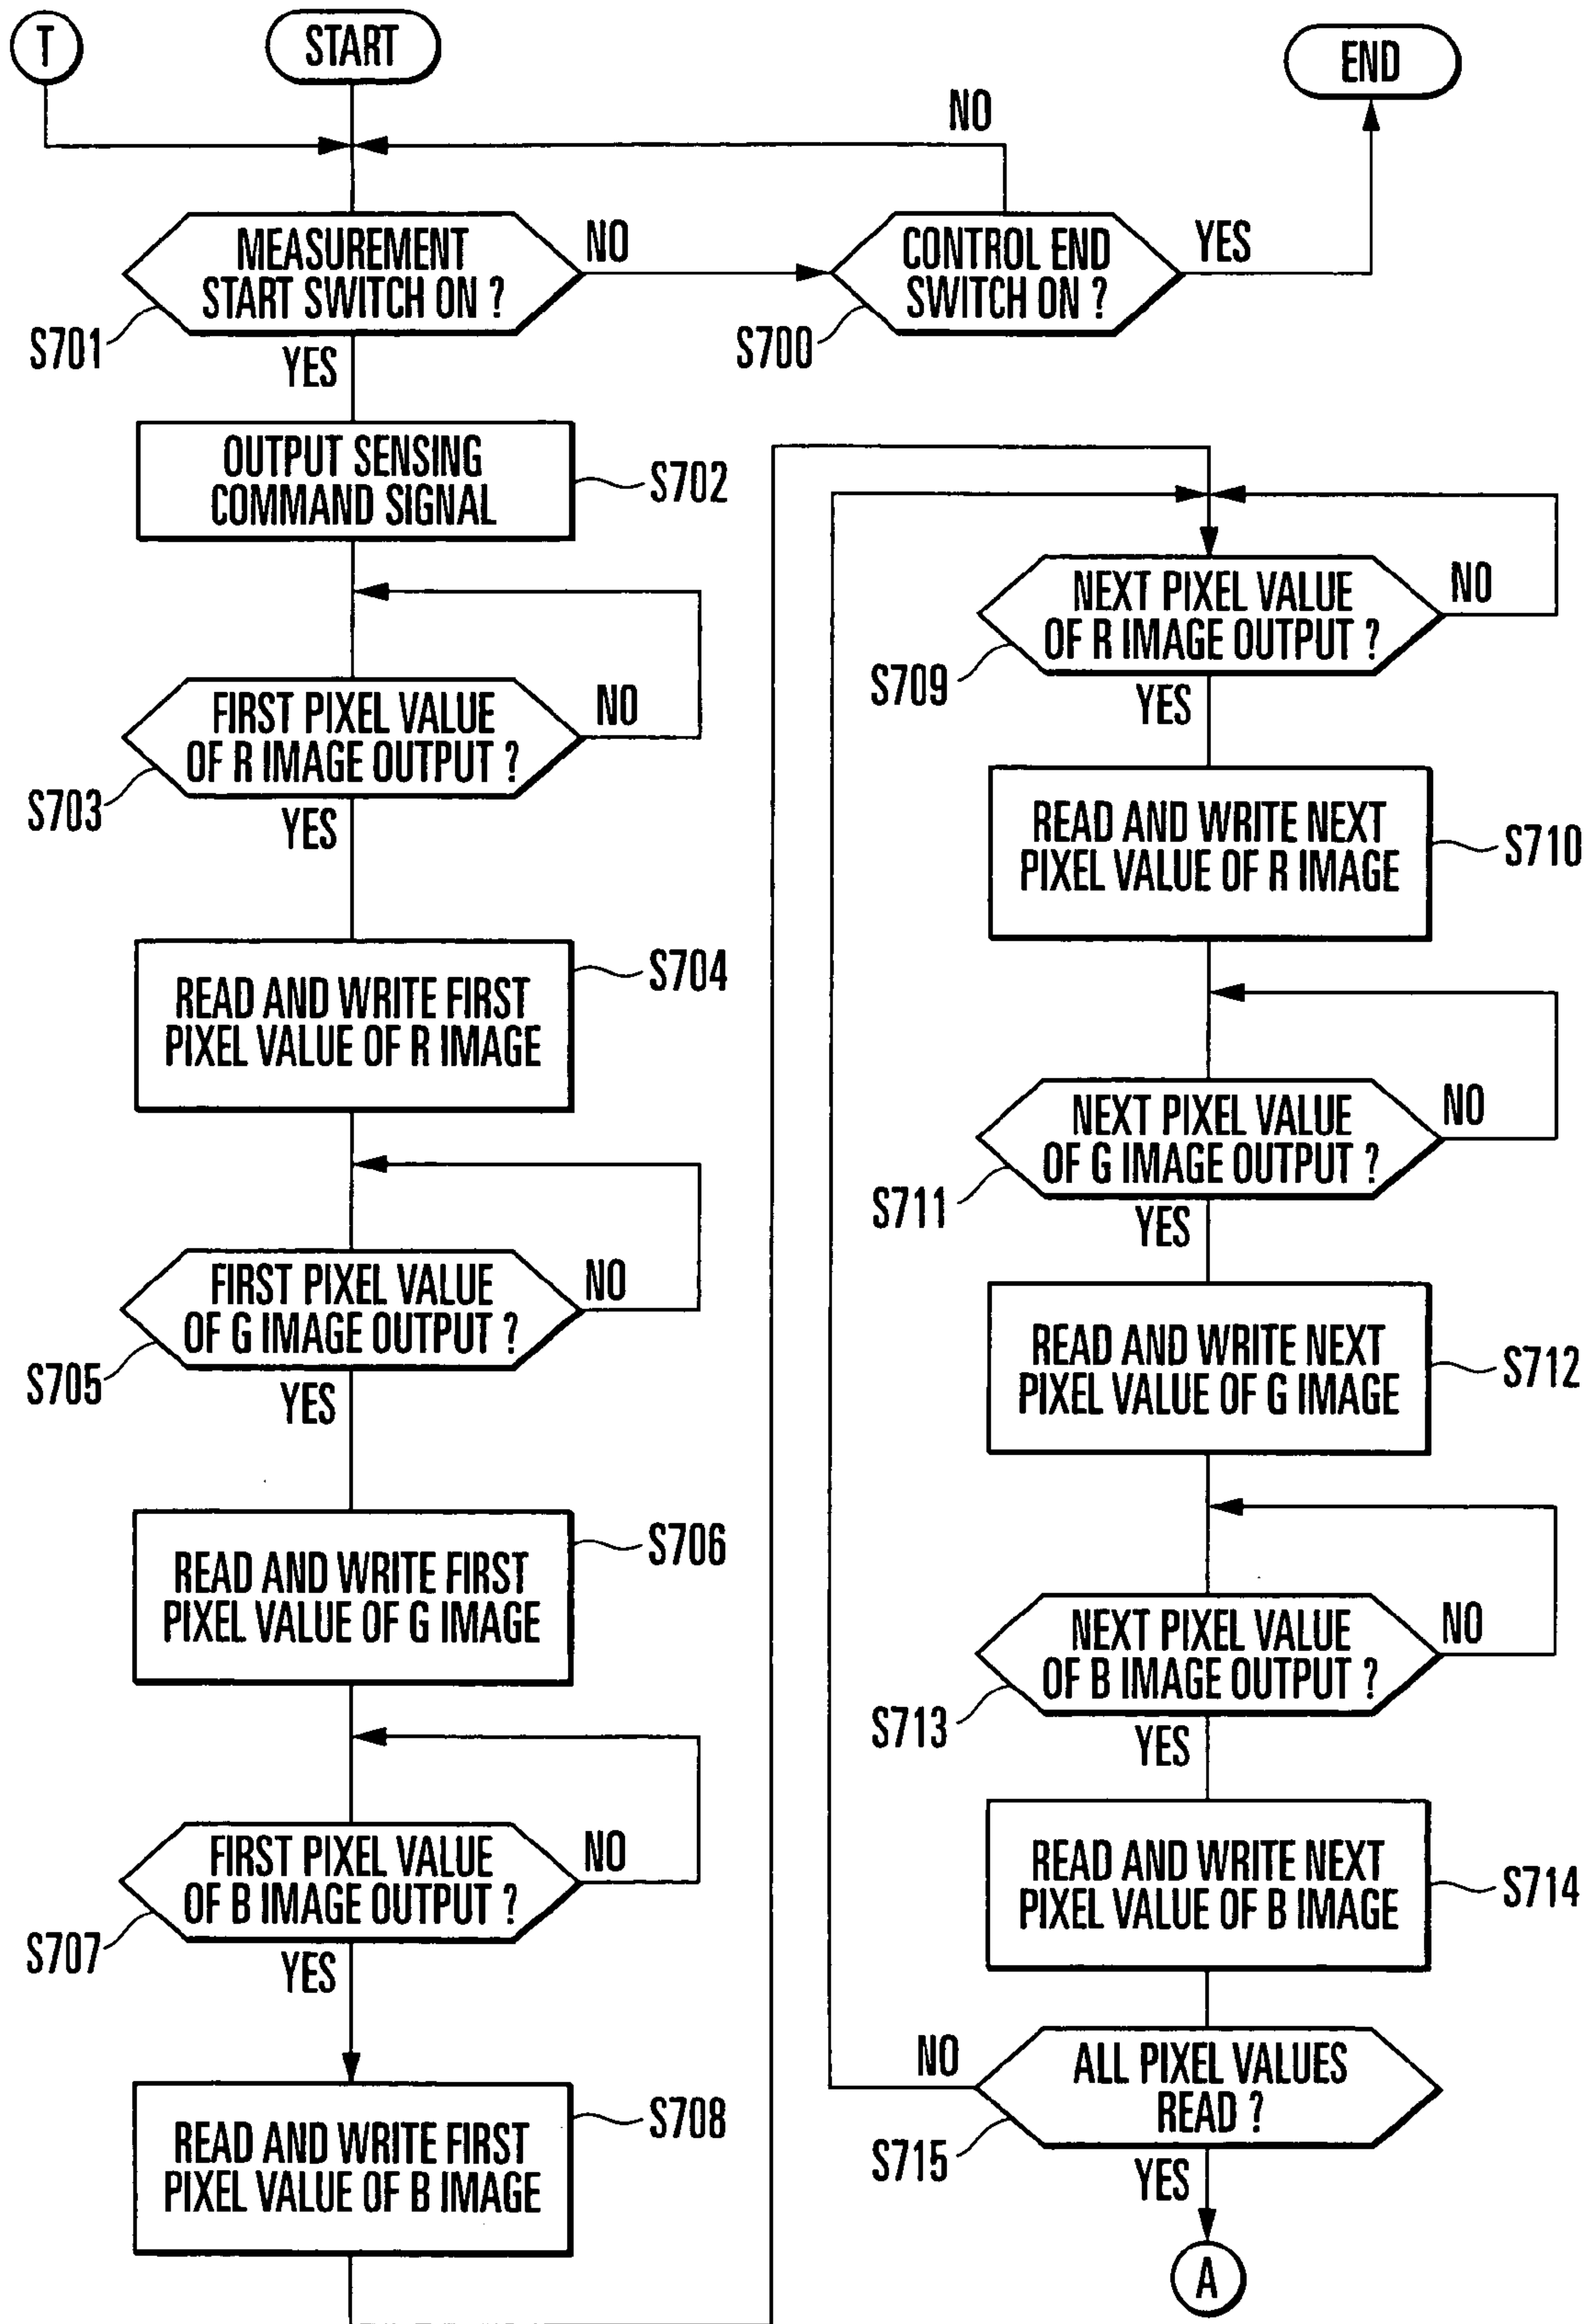 T
START
END
NO
MEASUREMENT
START SWITCH ON ?
NO
CONTROL END
SWITCH ON ?
YES
S701
S700
YES
OUTPUT SENSING
COMMAND SIGNAL
S702
FIRST PIXEL VALUE
OF R IMAGE OUTPUT ?
NO
S703
YES
READ AND WRITE FIRST
PIXEL VALUE OF R IMAGE
S704
FIRST PIXEL VALUE
OF G IMAGE OUTPUT ?
NO
S705
YES
READ AND WRITE FIRST
PIXEL VALUE OF G IMAGE
S706
FIRST PIXEL VALUE
OF B IMAGE OUTPUT ?
NO
S707
YES
READ AND WRITE FIRST
PIXEL VALUE OF B IMAGE
S708
NEXT PIXEL VALUE
OF R IMAGE OUTPUT ?
NO
S709
YES
READ AND WRITE NEXT
PIXEL VALUE OF R IMAGE
S710
NEXT PIXEL VALUE
OF G IMAGE OUTPUT ?
NO
S711
YES
READ AND WRITE NEXT
PIXEL VALUE OF G IMAGE
S712
NEXT PIXEL VALUE
OF B IMAGE OUTPUT ?
NO
S713
YES
READ AND WRITE NEXT
PIXEL VALUE OF B IMAGE
S714
NO
ALL PIXEL VALUES
READ ?
S715
YES
A